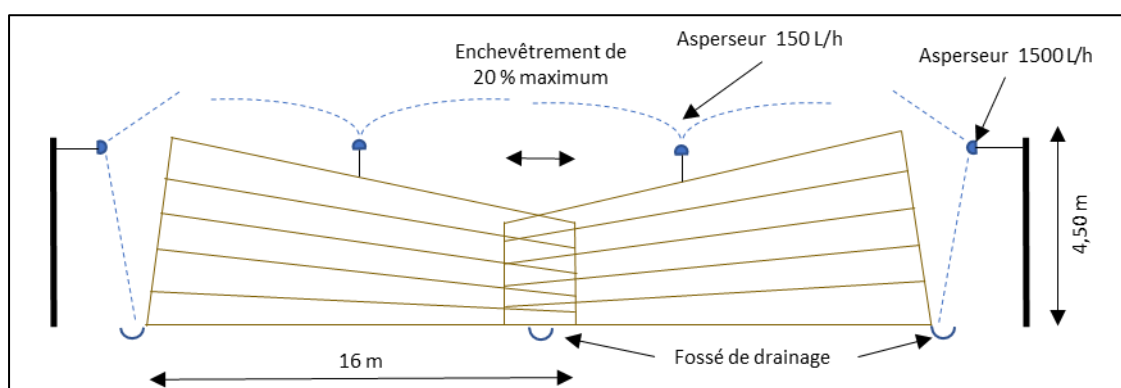 Enchevêtrement de
20 % maximum
Asperseur 150 L/h
Asperseur 1500 L/h
4,50 m
16 m
Fossé de drainage